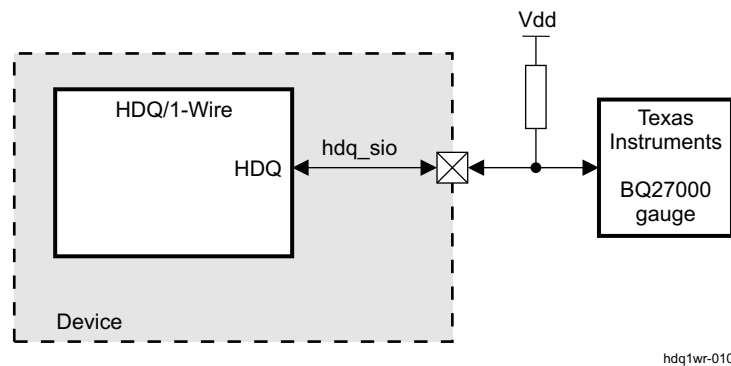 Vdd
HDQ/1-Wire
hdq_sio
HDQ
Texas
Instruments
BQ27000
gauge
Device
hdq1wr-010